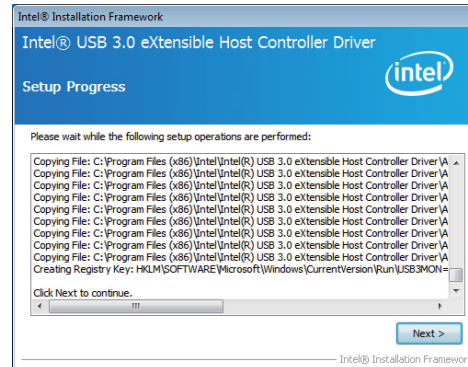 Intel® Installation Framework
Intel® USB 3.0 eXtensible Host Controller Driver
Setup Progress
intel
Please wait while the following setup operations are performed:
Copying File: C:\Program Files (x86)\Intel\Intel(R) USB 3.0 eXtensible Host Controller Driver\A
Copying File: C:\Program Files (x86)\Intel\Intel(R) USB 3.0 eXtensible Host Controller Driver\A
Copying File: C:\Program Files (x86)\Intel\Intel(R) USB 3.0 eXtensible Host Controller Driver\A
Copying File: C:\Program Files (x86)\Intel\Intel(R) USB 3.0 eXtensible Host Controller Driver\A
Copying File: C:\Program Files (x86)\Intel\Intel(R) USB 3.0 eXtensible Host Controller Driver\A
Copying File: C:\Program Files (x86)\Intel\Intel(R) USB 3.0 eXtensible Host Controller Driver\A
Copying File: C:\Program Files (x86)\Intel\Intel(R) USB 3.0 eXtensible Host Controller Driver\A
Copying File: C:\Program Files (x86)\Intel\Intel(R) USB 3.0 eXtensible Host Controller Driver\A
Copying File: C:\Program Files (x86)\Intel\Intel(R) USB 3.0 eXtensible Host Controller Driver\A
Creating Registry Key: HKLM\SOFTWARE\Microsoft\Windows\CurrentVersion\Run\USB3MON=
Click Next to continue.
Next >
Intel® Installation Framewor